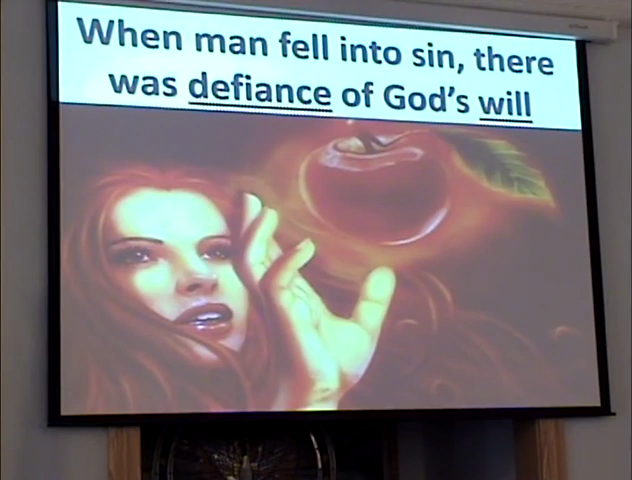 When man fell into sin, there
was defiance of God's will